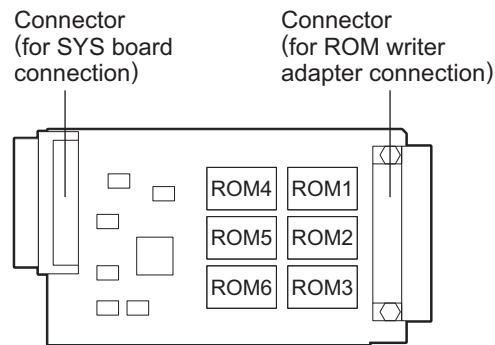 Connector
(for SYS board
connection)
Connector
(for ROM writer
adapter connection)
ROM4 ROM1
ROM5 ROM2
ROM6 ROM3